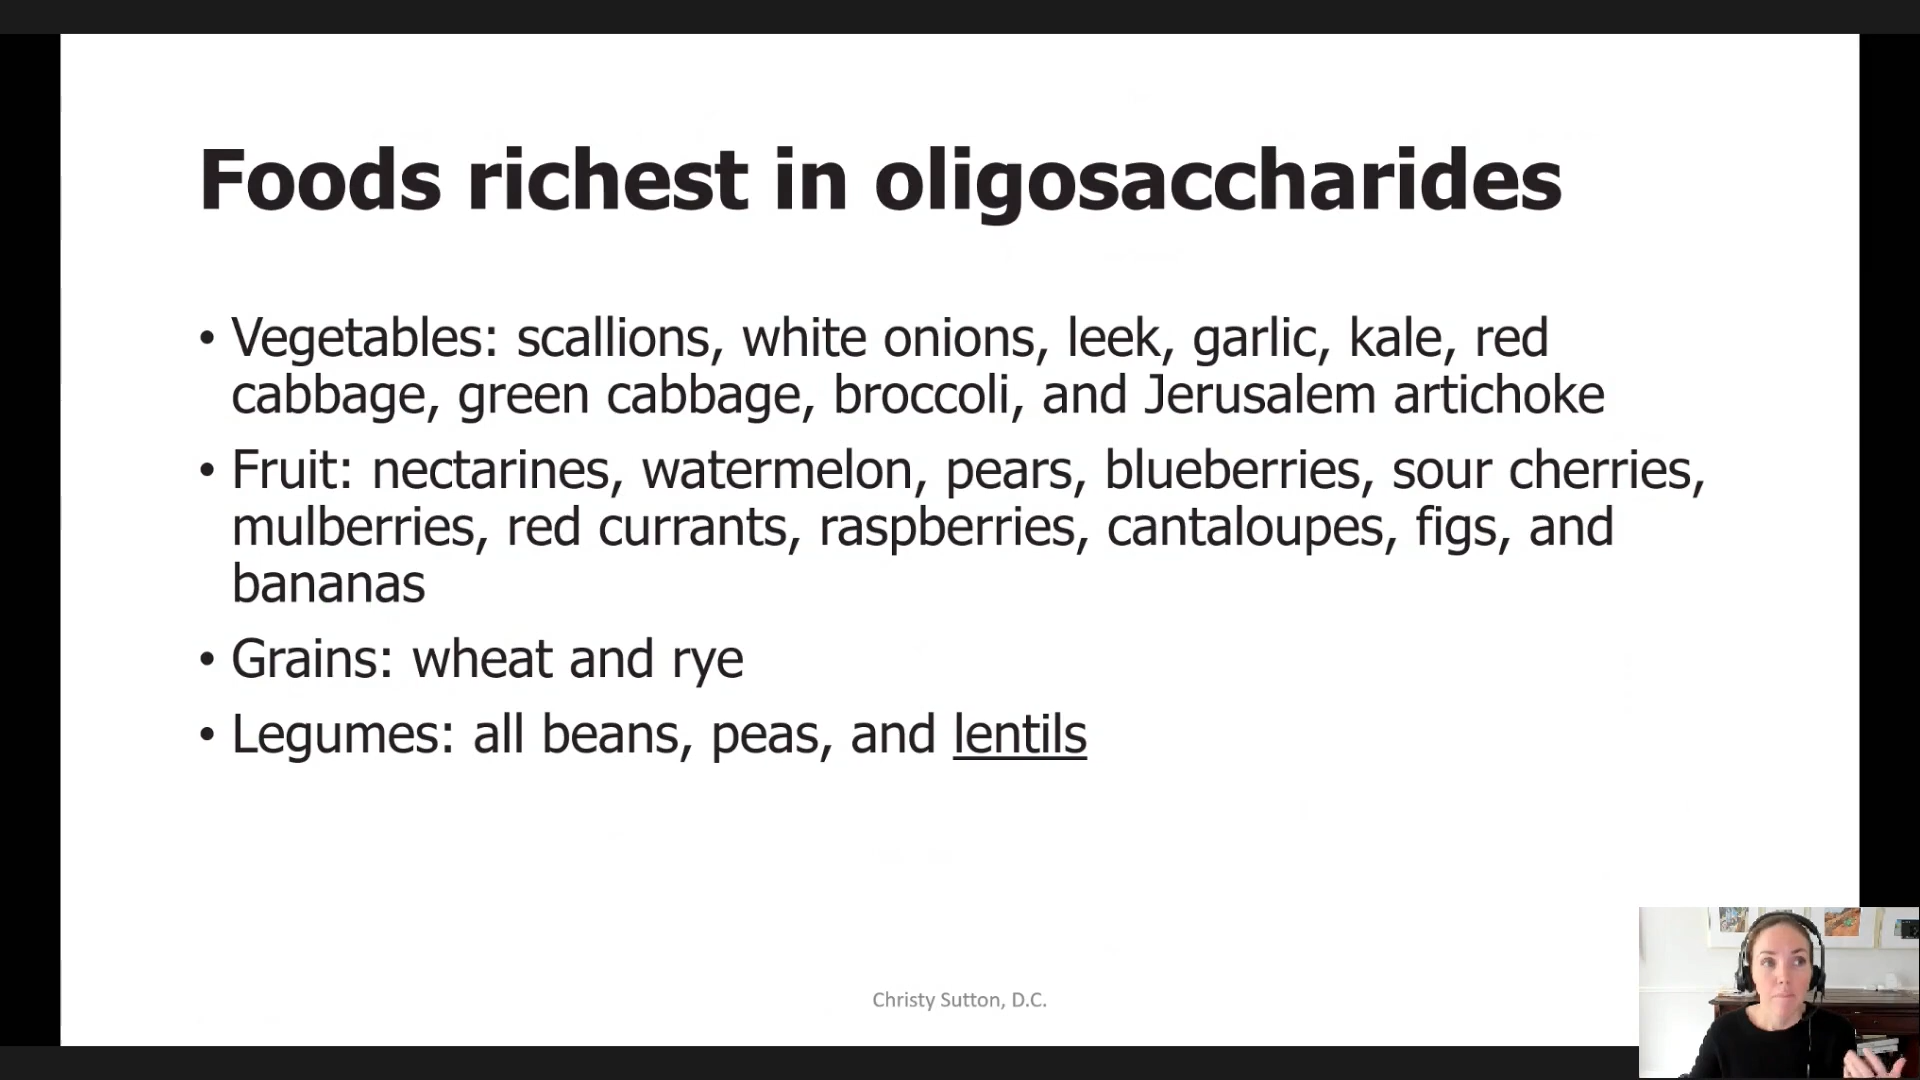 Foods richest in oligosaccharides
• Vegetables: scallions, white onions, leek, garlic, kale, red
cabbage, green cabbage, broccoli, and Jerusalem artichoke
• Fruit: nectarines, watermelon, pears, blueberries, sour cherries,
mulberries, red currants, raspberries, cantaloupes, figs, and
bananas
• Grains: wheat and rye
• Legumes: all beans, peas, and lentils
Christy Sutton, D.C.